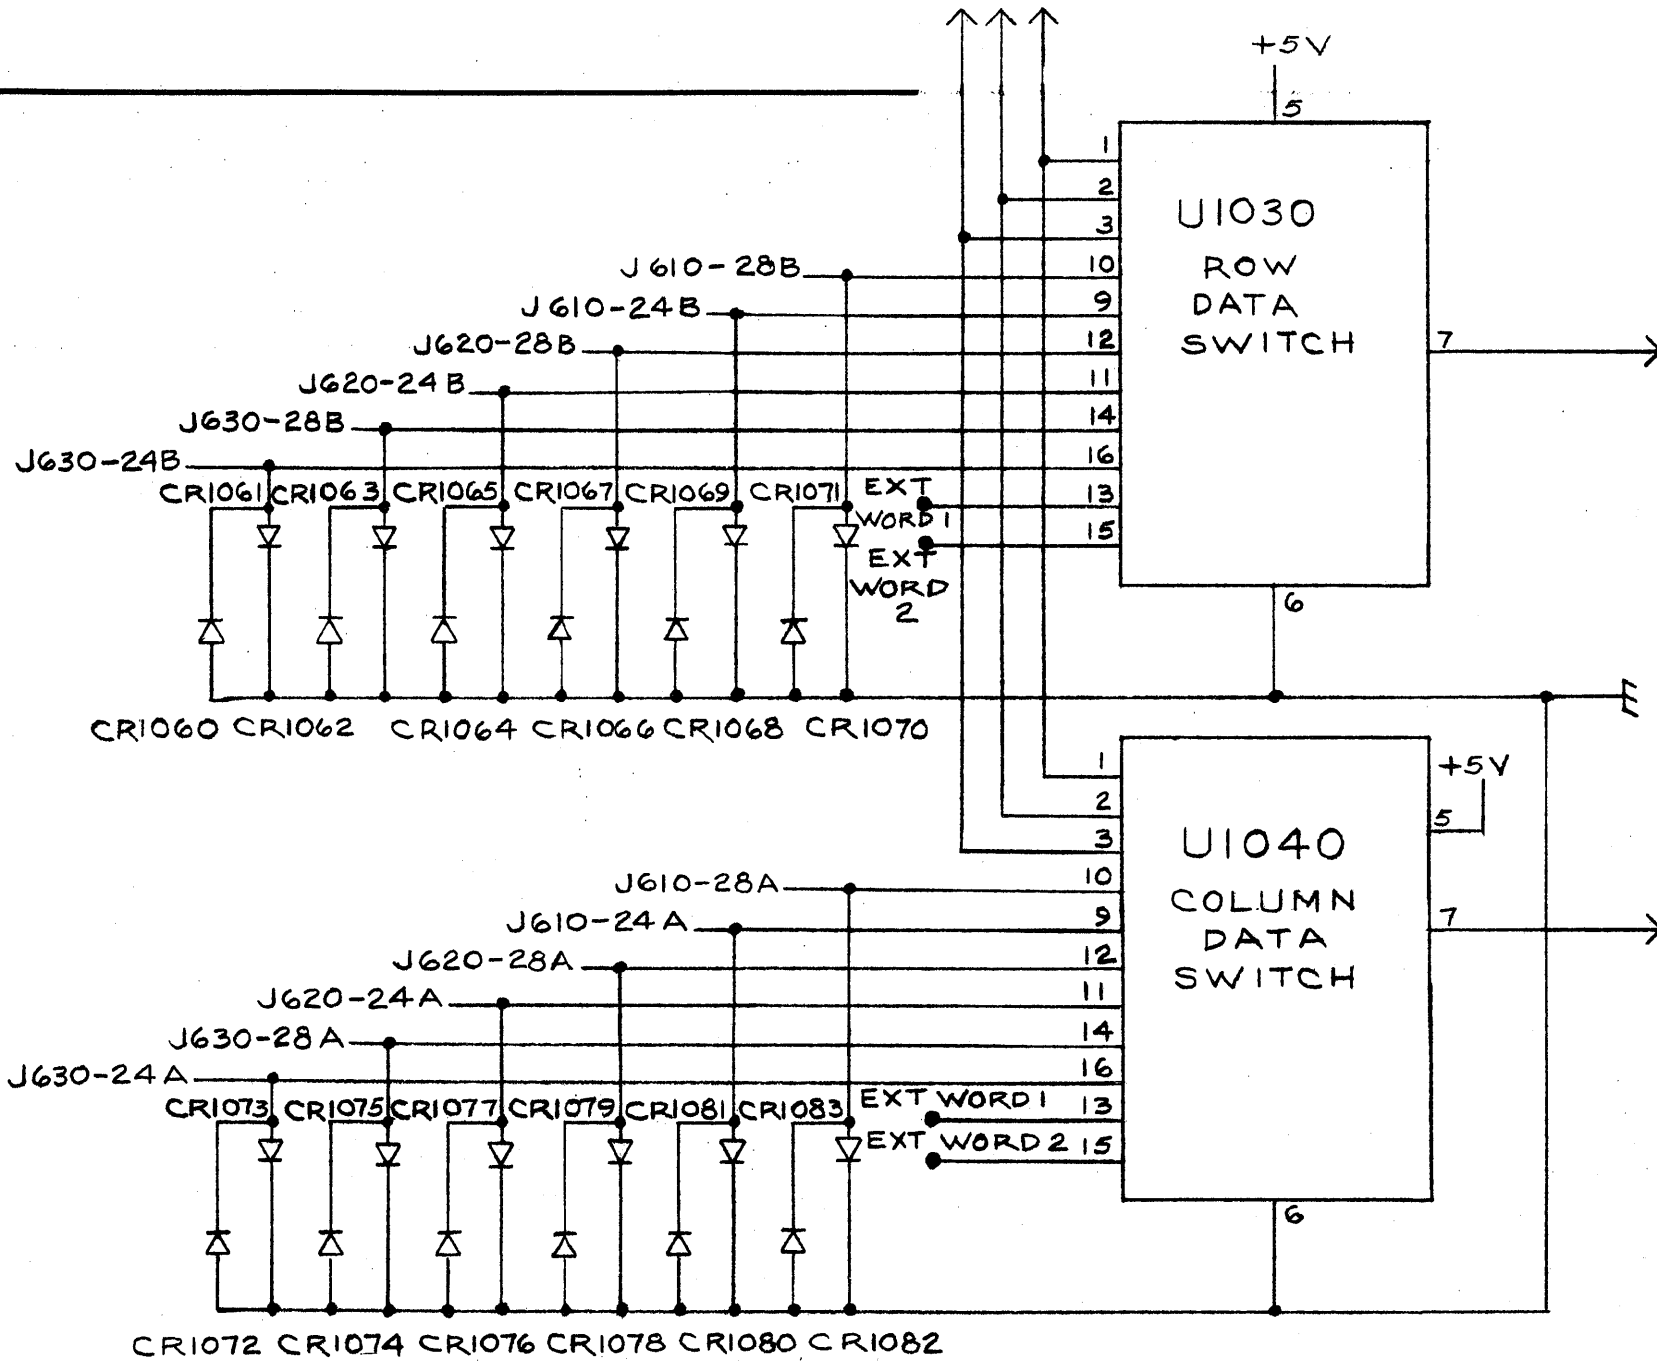 +5V
5
1
2
3
10
9
12
11
14
16
13
15
U1030
ROW
DATA
SWITCH
7
6
J610-28B
J610-24B
J620-28B
J620-24B
J630-28B
J630-24B
CR1061 CR1063 CR1065 CR1067 CR1069 CR1071
EXT
WORD 1
EXT
WORD
2
CR1060 CR1062 CR1064 CR1066 CR1068 CR1070
1
2
3
10
9
12
11
14
16
13
15
+5V
5
U1040
COLUMN
DATA
SWITCH
7
6
J610-28A
J610-24A
J620-28A
J620-24A
J630-28A
J630-24A
CR1073 CR1075 CR1077 CR1079 CR1081 CR1083
EXT WORD 1
EXT WORD 2
CR1072 CR1074 CR1076 CR1078 CR1080 CR1082